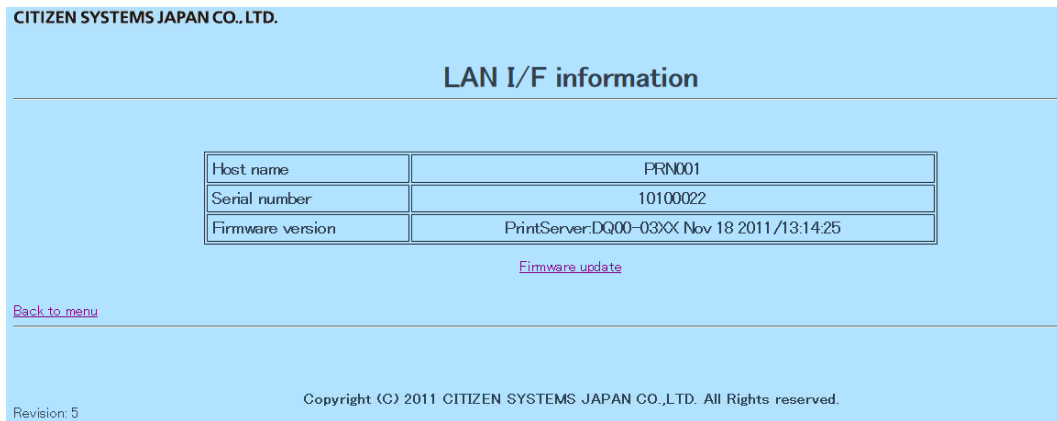 CITIZEN SYSTEMS JAPAN CO., LTD.
LAN I/F information
Host name PRN001
Serial number 10100022
Firmware version PrintServer:DQ00-03XX Nov 18 2011/13:14:25
Firmware update
Back to menu
Copyright (C) 2011 CITIZEN SYSTEMS JAPAN CO.,LTD. All Rights reserved.
Revision: 5